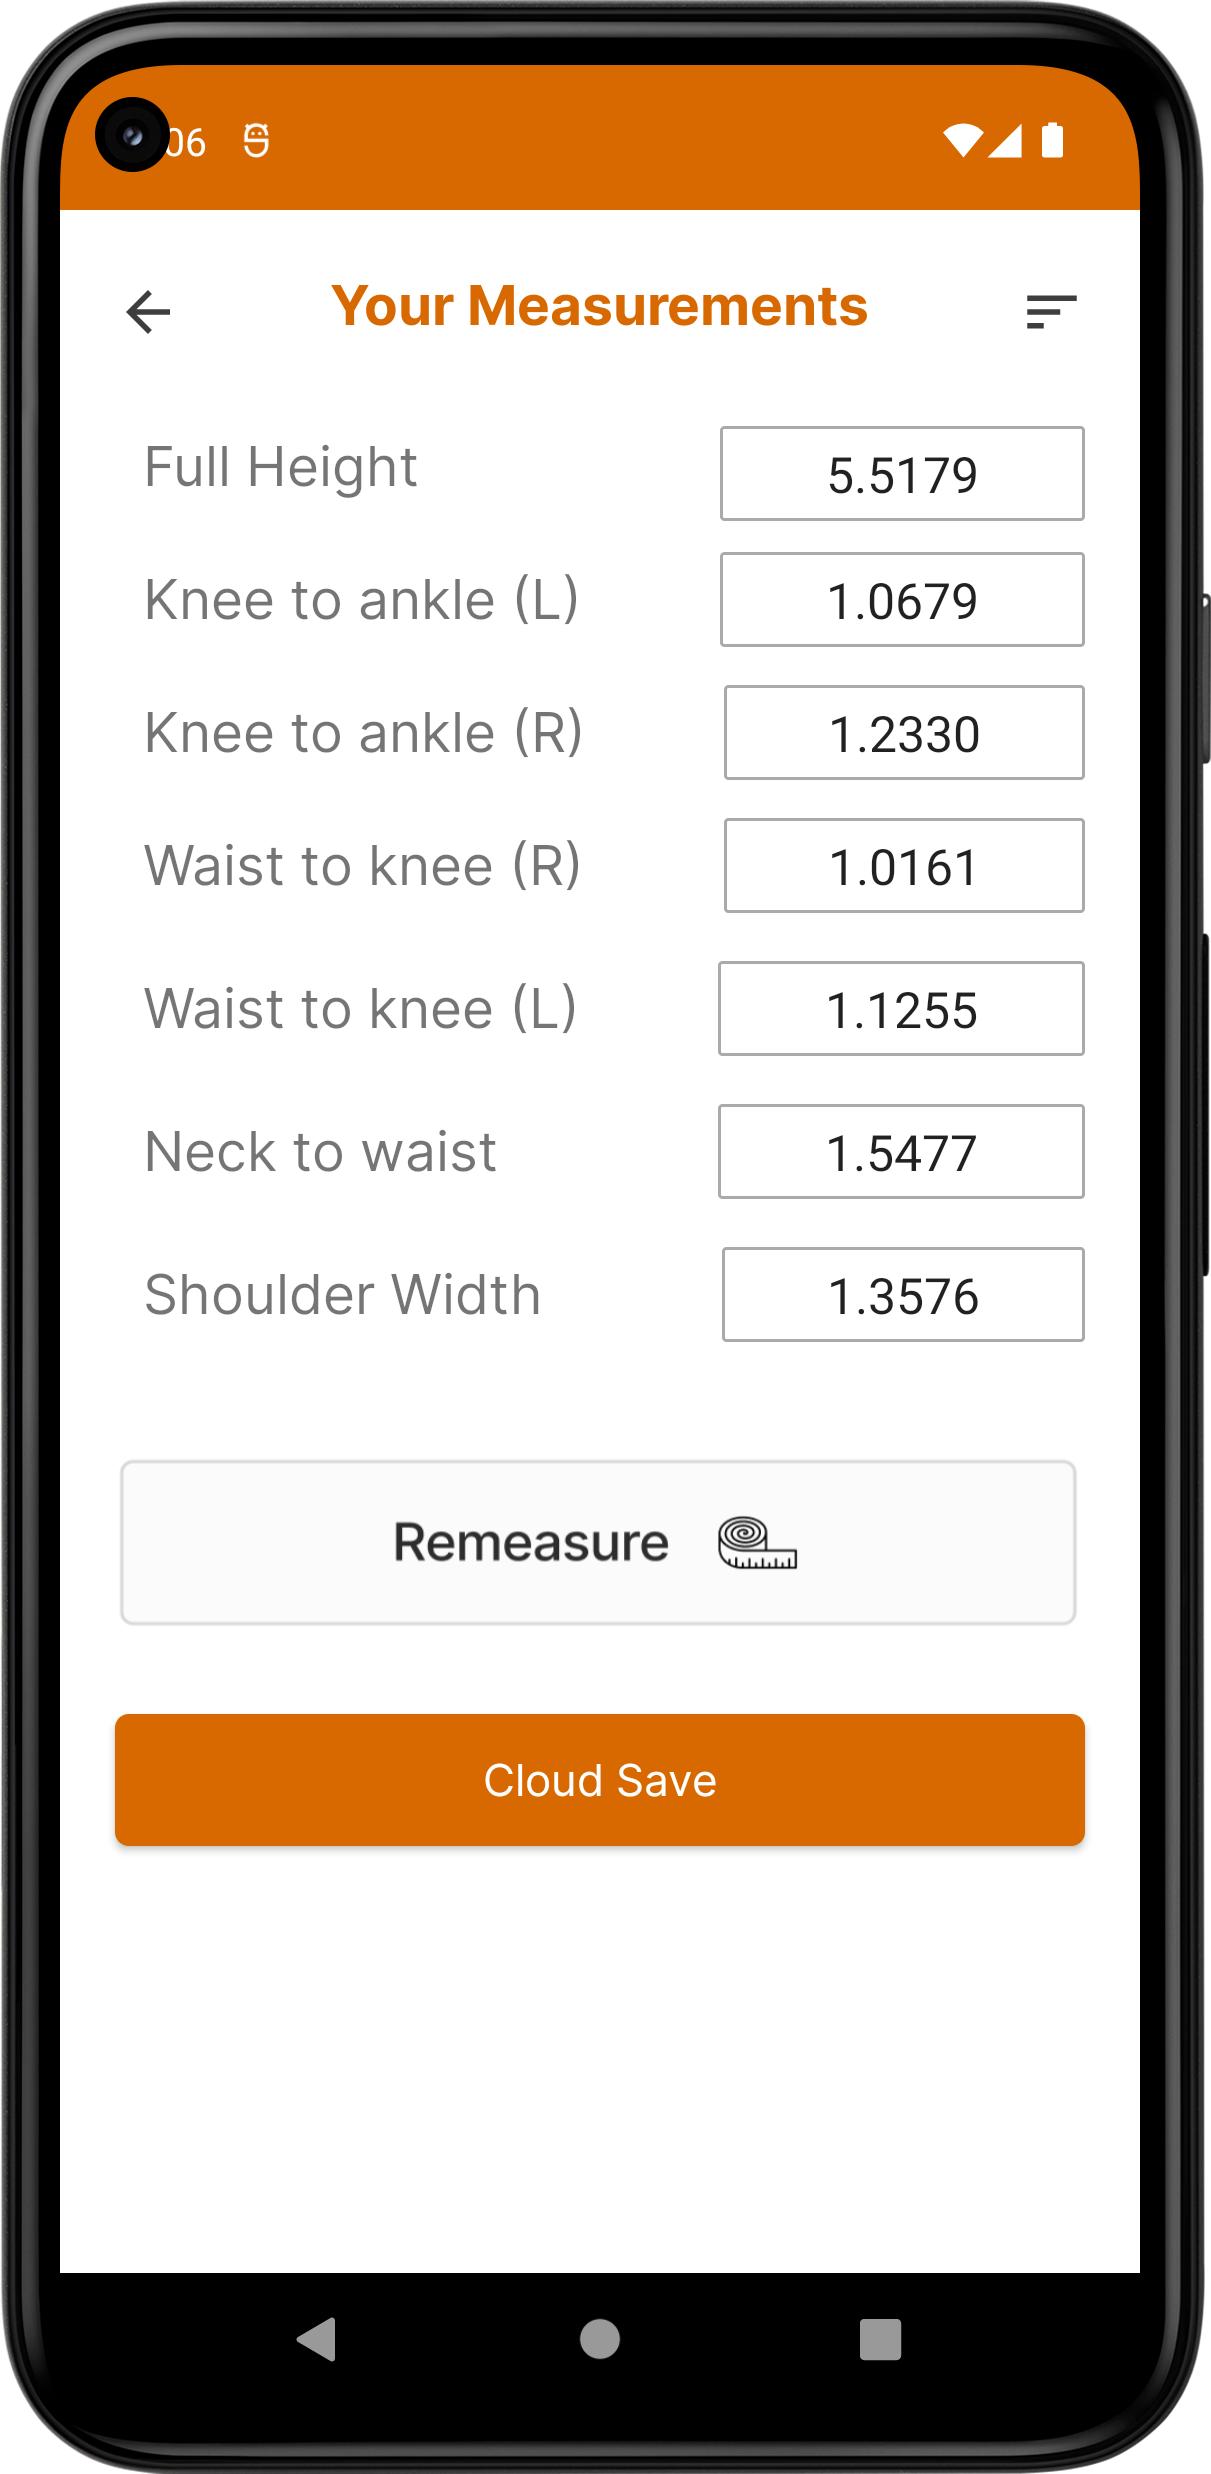 06
Your Measurements
Full Height 5.5179
Knee to ankle (L) 1.0679
Knee to ankle (R) 1.2330
Waist to knee (R) 1.0161
Waist to knee (L) 1.1255
Neck to waist 1.5477
Shoulder Width 1.3576
Remeasure
Cloud Save